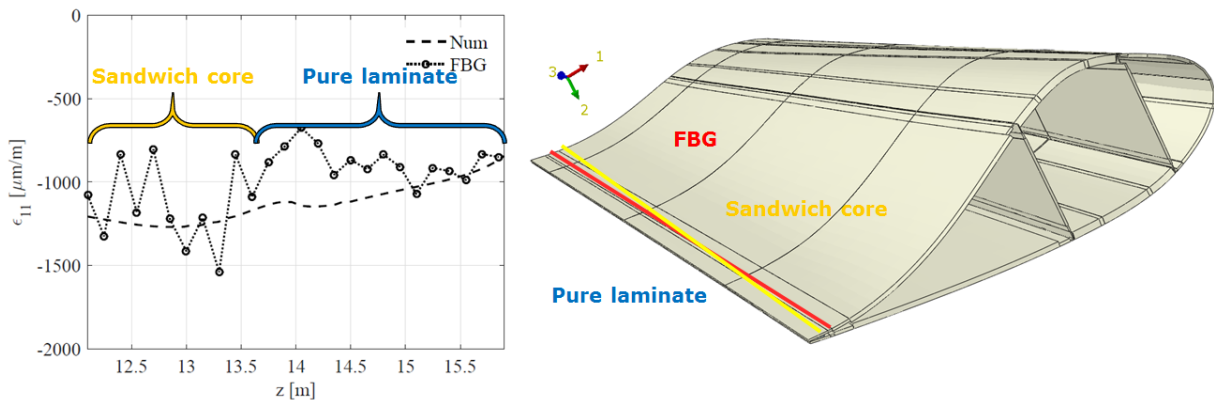 0
Num
FBG
Sandwich core
Pure laminate
-500
-1000
-1500
-2000
ϵ11 [μm/m]
12.5
13
13.5
14
14.5
15
15.5
z [m]
1
3
2
FBG
Sandwich core
Pure laminate